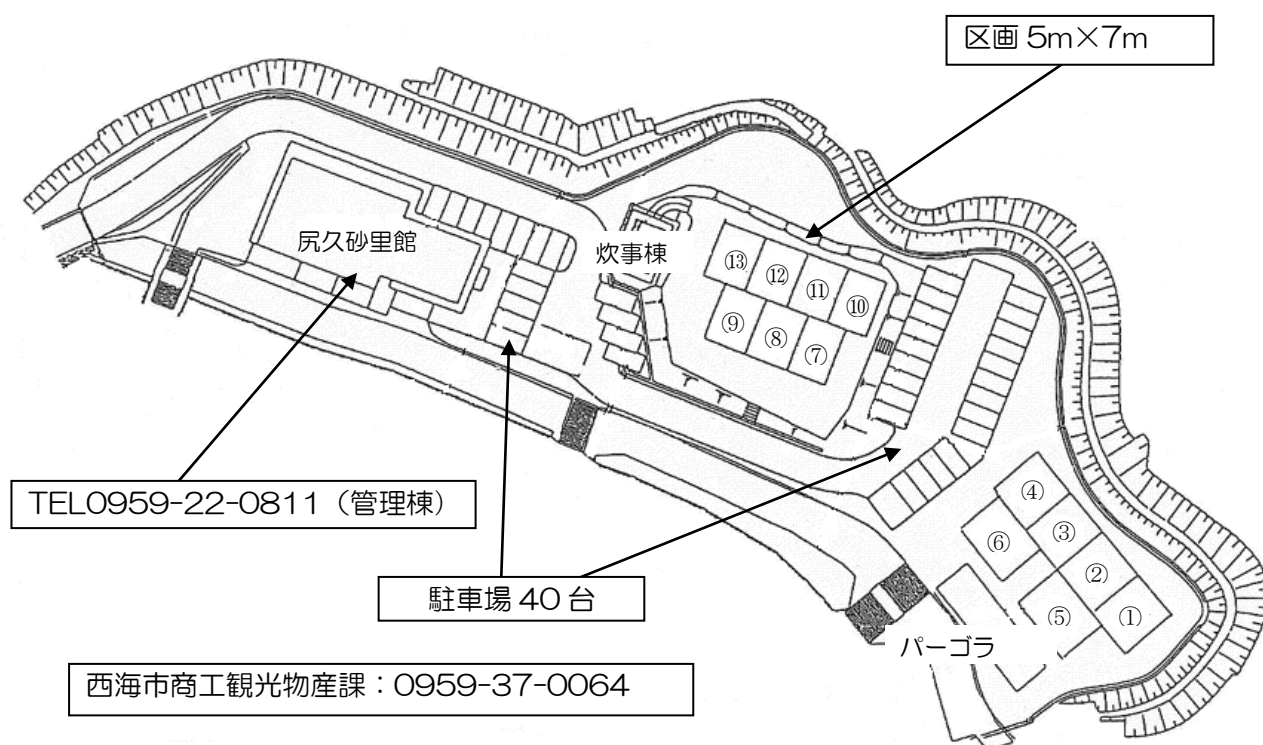 区画 5m×7m
尻久砂里館
炊事棟
⑬
⑫
⑪
⑩
⑨
⑧
⑦
TEL0959-22-0811（管理棟）
駐車場 40 台
④
③
⑥
②
①
⑤
パーゴラ
西海市商工観光物産課：0959-37-0064